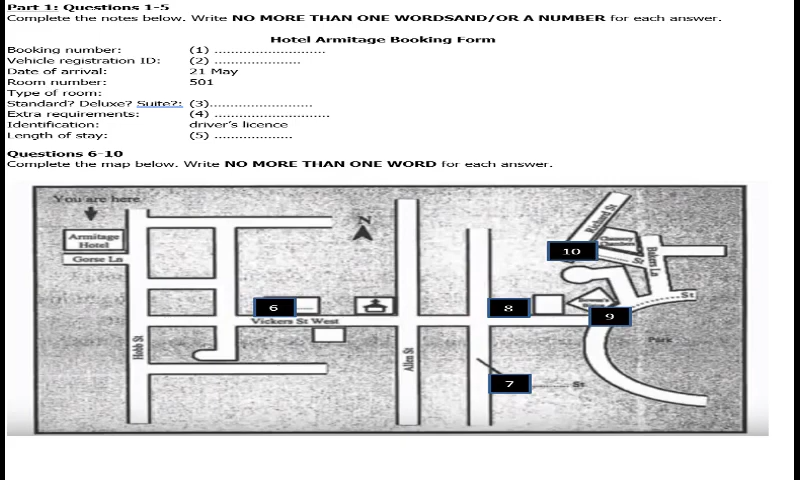 Part 1: Questions 1-5
Complete the notes below. Write NO MORE THAN ONE WORDSAND/OR A NUMBER for each answer.
Hotel Armitage Booking Form
Booking number: (1) ...........................
Vehicle registration ID: (2) .....................
Date of arrival: 21 May
Room number: 501
Type of room:
Standard? Deluxe? Suite?: (3).........................
Extra requirements: (4) ............................
Identification: driver's licence
Length of stay: (5) ...................
Questions 6-10
Complete the map below. Write NO MORE THAN ONE WORD for each answer.
You are here
Armitage
Hotel
Gorse Ln
N
Richard St
10
Chancery
Chambers
St
Bakers Ln
6
8
St
9
Vickers St West
Hobb St
Allen St
Park
7
St